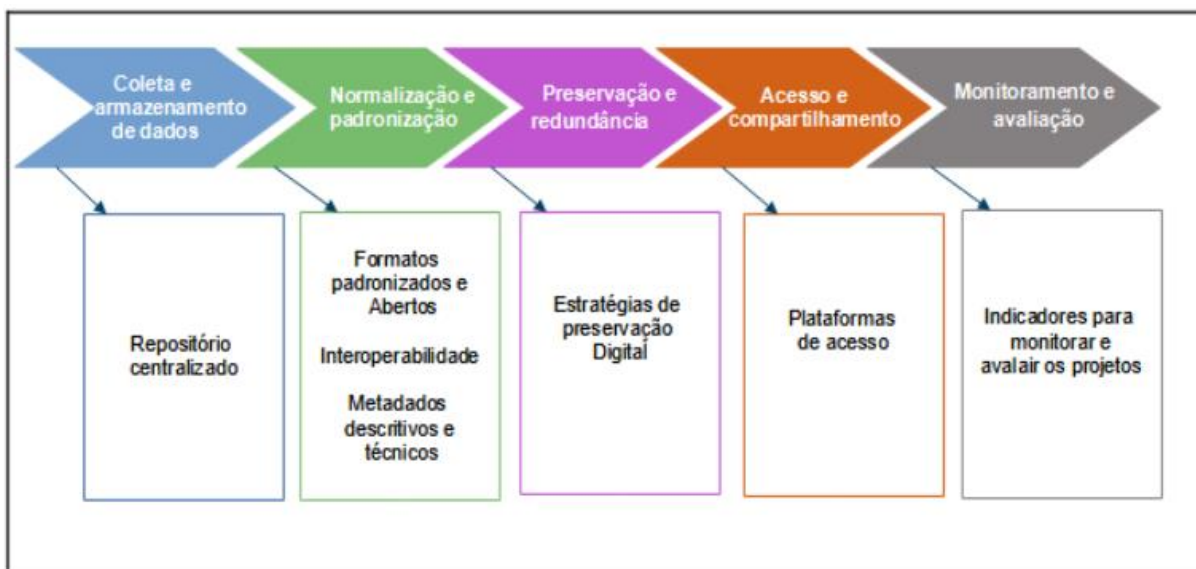 Coleta e
armazenamento
de dados
Normalização e
padronização
Preservação e
redundância
Acesso e
compartilhamento
Monitoramento e
avaliação
Repositório
centralizado
Formatos
padronizados e
Abertos
Interoperabilidade
Metadados
descritivos e
técnicos
Estratégias de
preservação
Digital
Plataformas
de acesso
Indicadores para
monitorar e
avalair os projetos